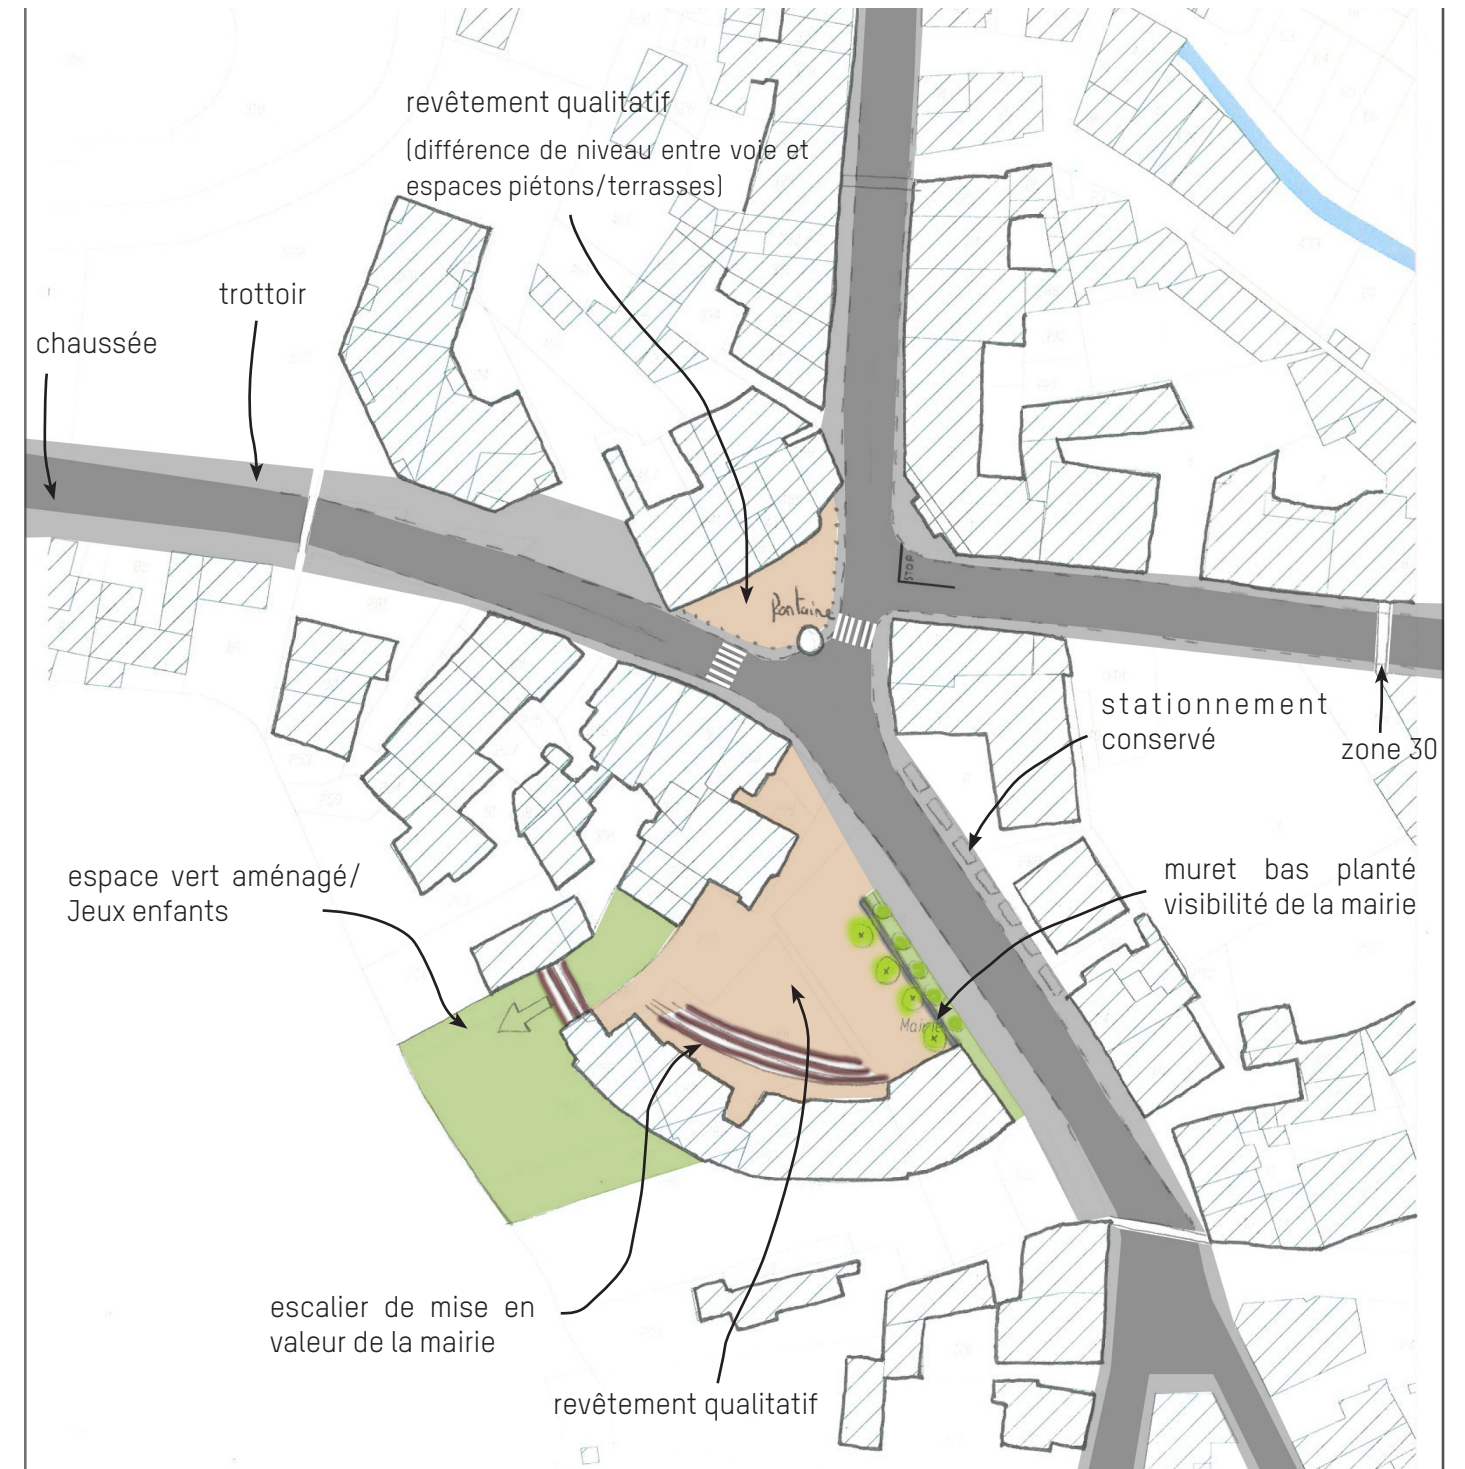 revêtement qualitatif
(différence de niveau entre voie et
espaces piétons/terrasses)
trottoir
chaussée
Fontaine
STOP
stationnement
conservé
zone 30
muret bas planté
visibilité de la mairie
espace vert aménagé/
Jeux enfants
Mairie
escalier de mise en
valeur de la mairie
revêtement qualitatif